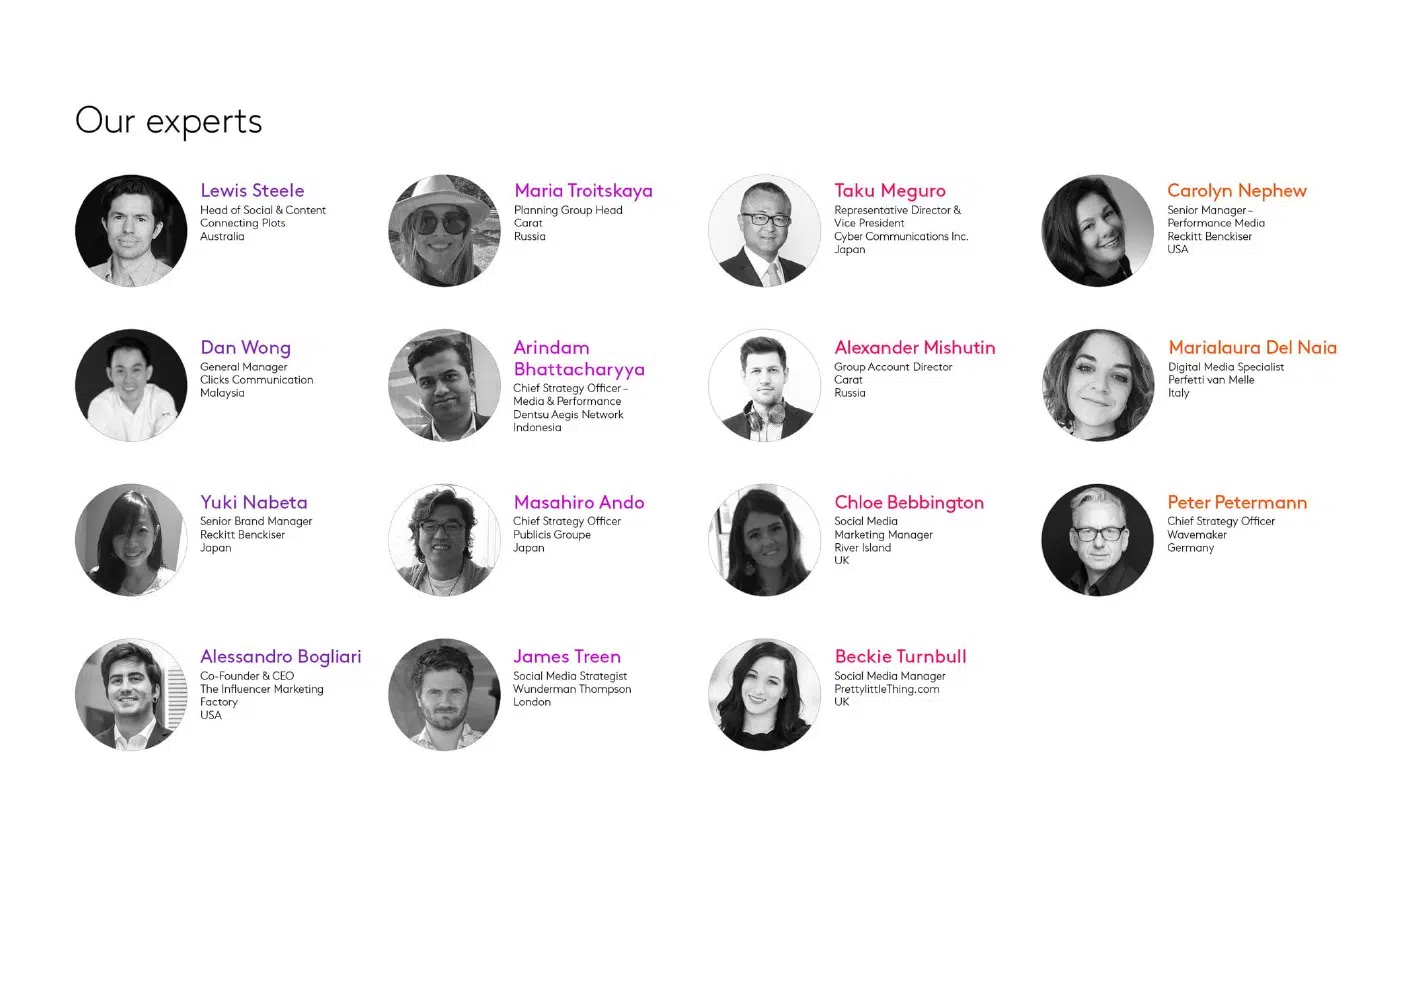 Our experts
Lewis Steele
Head of Social & Content
Connecting Plots
Australia
Maria Troitskaya
Planning Group Head
Carat
Russia
Taku Meguro
Representative Director &
Vice President
Cyber Communications Inc.
Japan
Carolyn Nephew
Senior Manager –
Performance Media
Reckitt Benckiser
USA
Dan Wong
General Manager
Clicks Communication
Malaysia
Arindam
Bhattacharyya
Chief Strategy Officer –
Media & Performance
Dentsu Aegis Network
Indonesia
Alexander Mishutin
Group Account Director
Carat
Russia
Marialaura Del Naia
Digital Media Specialist
Perfetti van Melle
Italy
Yuki Nabeta
Senior Brand Manager
Reckitt Benckiser
Japan
Masahiro Ando
Chief Strategy Officer
Publicis Groupe
Japan
Chloe Bebbington
Social Media
Marketing Manager
River Island
UK
Peter Petermann
Chief Strategy Officer
Wavemaker
Germany
Alessandro Bogliari
Co-Founder & CEO
The Influencer Marketing
Factory
USA
James Treen
Social Media Strategist
Wunderman Thompson
London
Beckie Turnbull
Social Media Manager
PrettylittleThing.com
UK